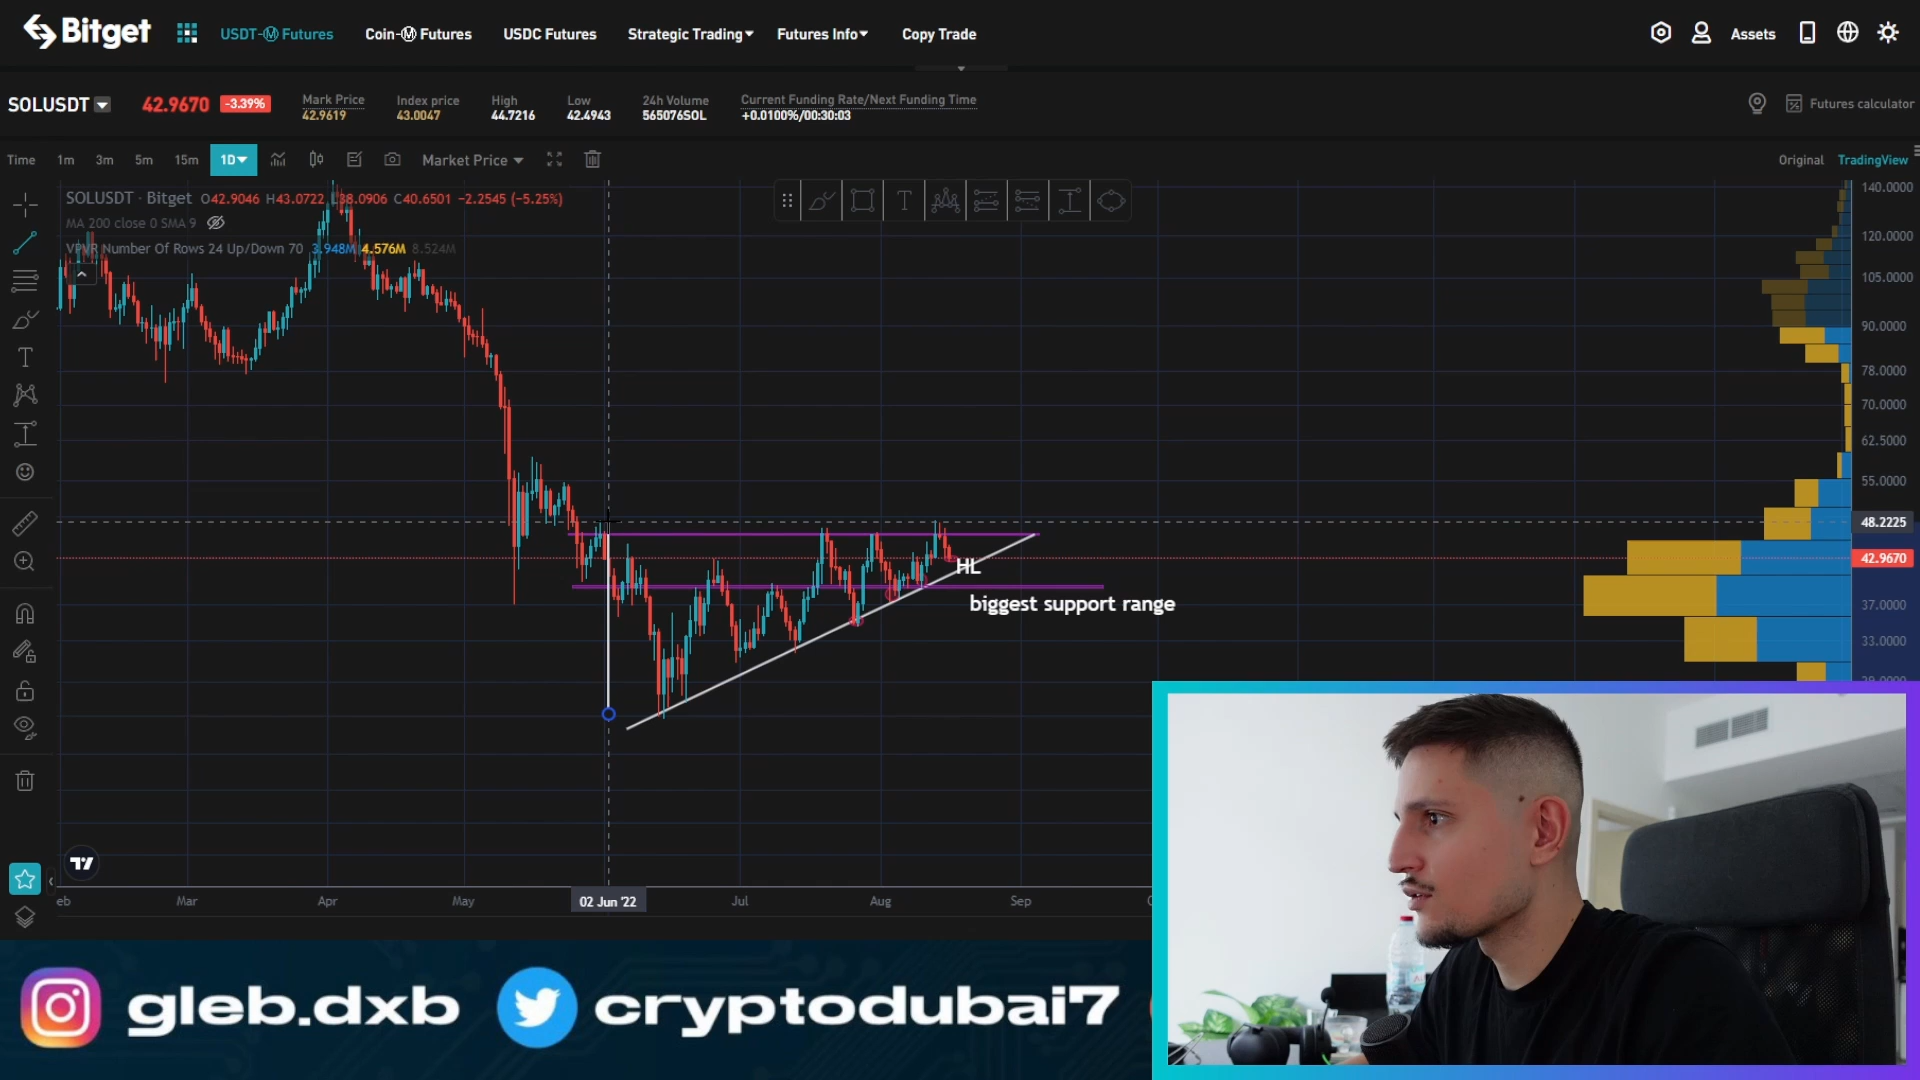 Bitget USDT-M Futures Coin-M Futures USDC Futures Strategic Trading Futures Info Copy Trade Assets
SOLUSDT 42.9670 -3.39% Mark Price Index price High Low 24h Volume Current Funding Rate/Next Funding Time Futures calculator
42.9619 43.0047 44.7216 42.4943 565076SOL +0.0100%/00:30:03
Time 1m 3m 5m 15m 1D Market Price Original TradingView
SOLUSDT · Bitget O42.9046 H43.0722 L38.0906 C40.6501 −2.2545 (−5.25%)
MA 200 close 0 SMA 9
VPVR Number Of Rows 24 Up/Down 70 3.948M 4.576M 8.524M
140.0000
120.0000
105.0000
90.0000
78.0000
70.0000
62.5000
55.0000
48.2225
42.9670
HL
biggest support range
37.0000
33.0000
29.0000
eb Mar Apr May 02 Jun '22 Jul Aug Sep
gleb.dxb cryptodubai7